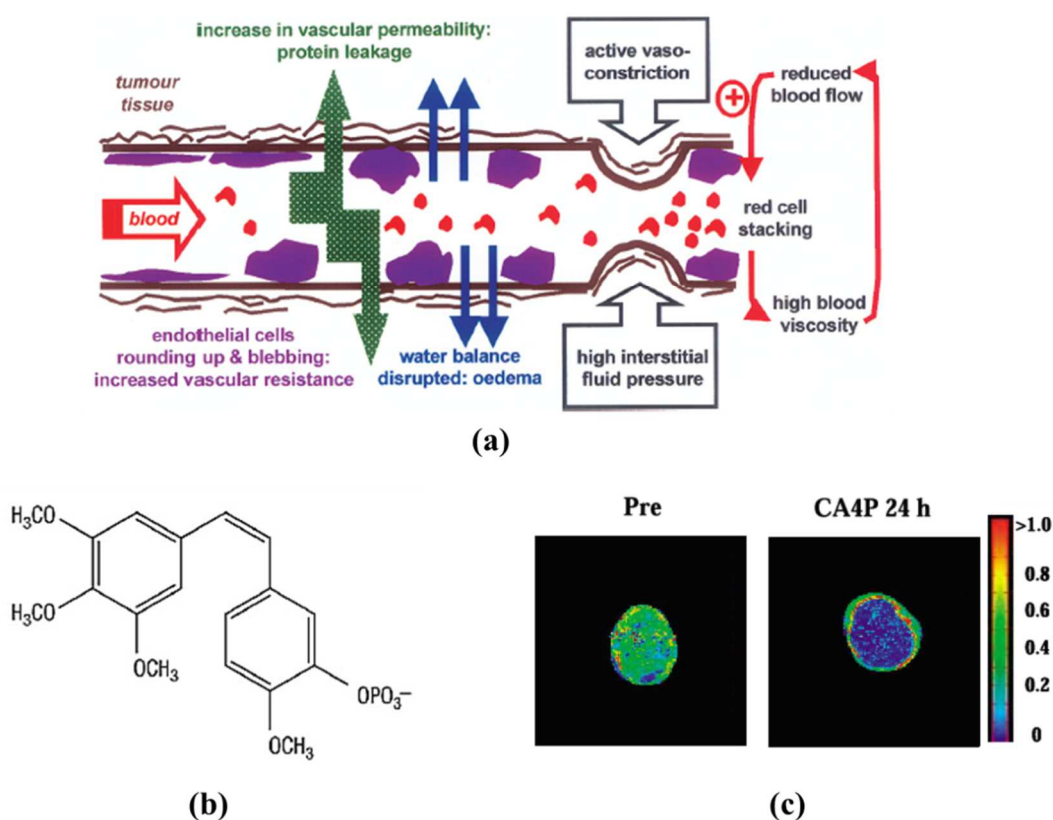 increase in vascular permeability:
protein leakage
tumour
tissue
active vaso-
constriction
reduced
blood flow
+
blood
red cell
stacking
high blood
viscosity
endothelial cells
rounding up & blebbing:
increased vascular resistance
water balance
disrupted: oedema
high interstitial
fluid pressure
(a)
H₃CO
H₃CO
OCH₃
OPO₃⁻
OCH₃
(b)
Pre
CA4P 24 h
>1.0
0.8
0.6
0.4
0.2
0
(c)